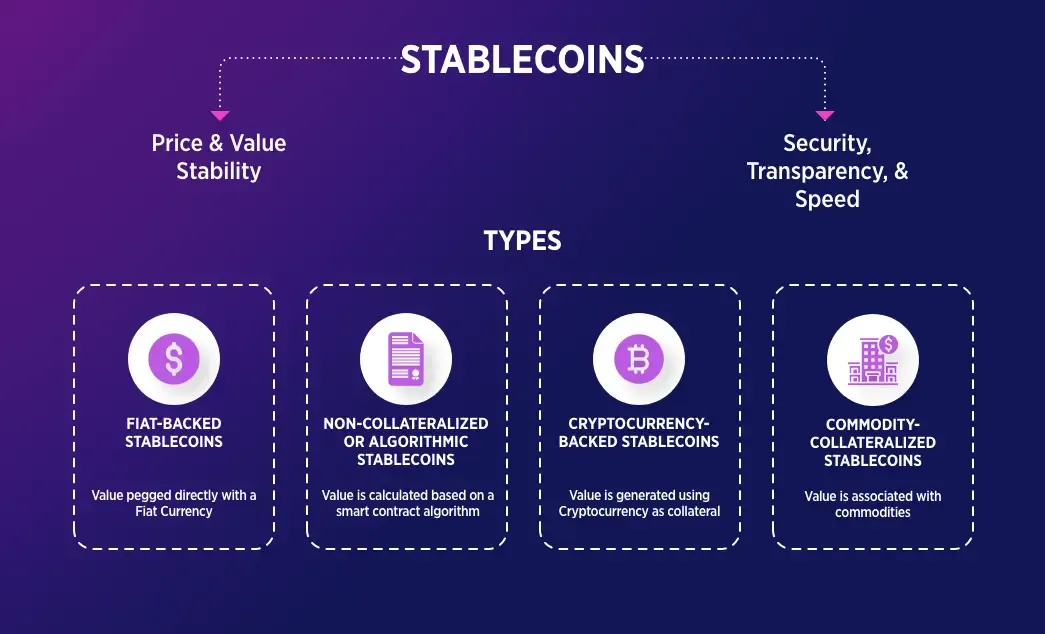 STABLECOINS
Price & Value
Stability
Security,
Transparency, &
Speed
TYPES
$
FIAT-BACKED
STABLECOINS
Value pegged directly with a
Fiat Currency
NON-COLLATERALIZED
OR ALGORITHMIC
STABLECOINS
Value is calculated based on a
smart contract algorithm
CRYPTOCURRENCY-
BACKED STABLECOINS
Value is generated using
Cryptocurrency as collateral
$
COMMODITY-
COLLATERALIZED
STABLECOINS
Value is associated with
commodities